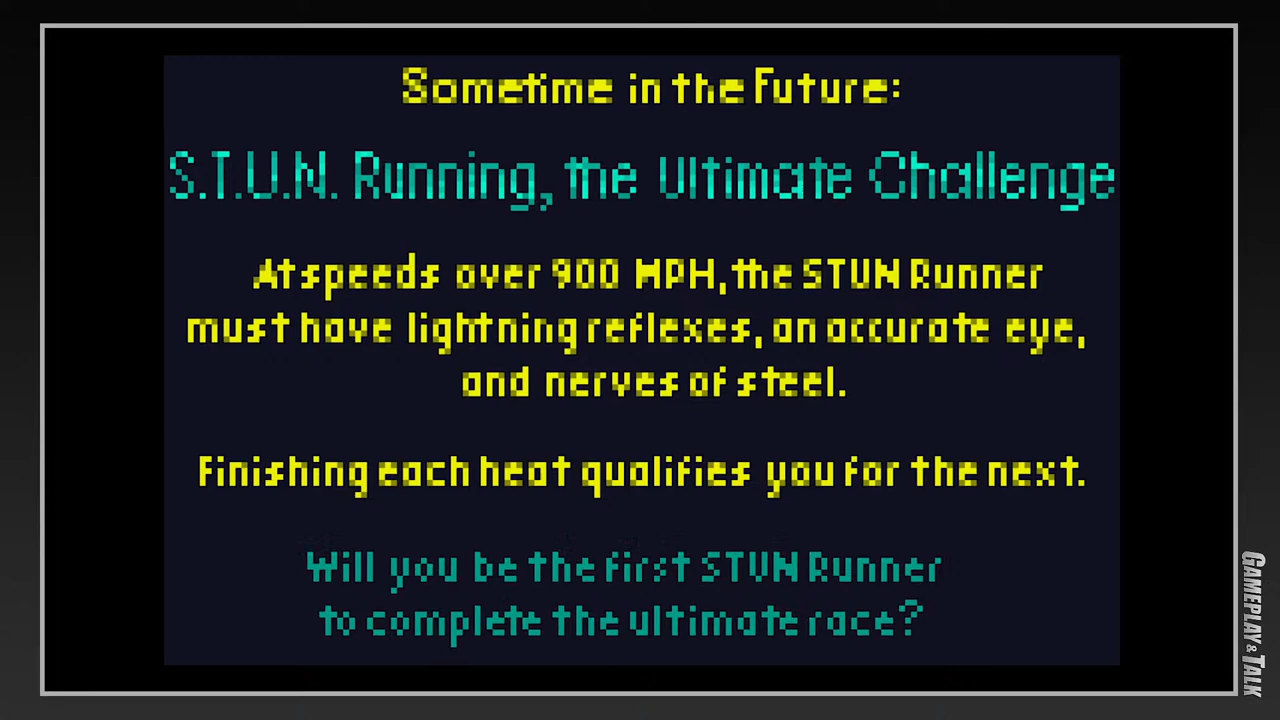 Sometime in the Future:
S.T.U.N. Running, the Ultimate Challenge
At speeds over 900 MPH, the STUN Runner
must have lightning reflexes, an accurate eye,
and nerves of steel.
Finishing each heat qualifies you for the next.
Will you be the first STUN Runner
to complete the ultimate race?
GAMEPLAY & TALK